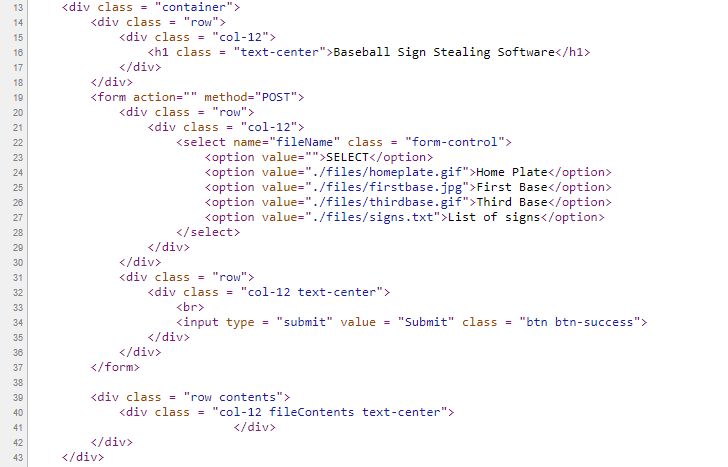 13 <div class = "container">
14 <div class = "row">
15 <div class = "col-12">
16 <h1 class = "text-center">Baseball Sign Stealing Software</h1>
17 </div>
18 </div>
19 <form action="" method="POST">
20 <div class = "row">
21 <div class = "col-12">
22 <select name="fileName" class = "form-control">
23 <option value="">SELECT</option>
24 <option value="./files/homeplate.gif">Home Plate</option>
25 <option value="./files/firstbase.jpg">First Base</option>
26 <option value="./files/thirdbase.gif">Third Base</option>
27 <option value="./files/signs.txt">List of signs</option>
28 </select>
29 </div>
30 </div>
31 <div class = "row">
32 <div class = "col-12 text-center">
33 <br>
34 <input type = "submit" value = "Submit" class = "btn btn-success">
35 </div>
36 </div>
37 </form>
38
39 <div class = "row contents">
40 <div class = "col-12 fileContents text-center">
41 </div>
42 </div>
43 </div>